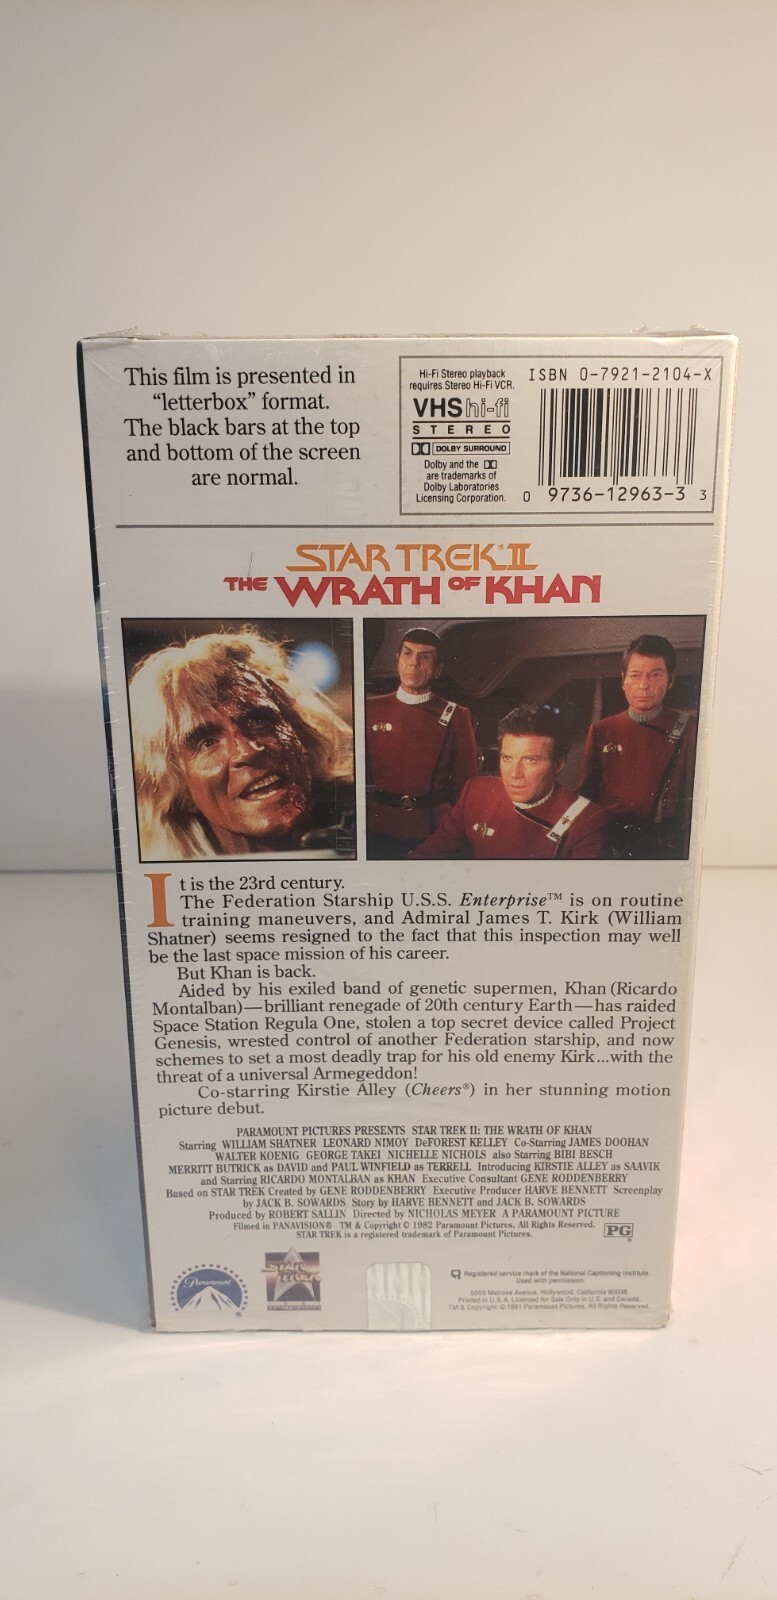 This film is presented in
"letterbox" format.
The black bars at the top
and bottom of the screen
are normal.
Hi-Fi Stereo playback
requires Stereo Hi-Fi VCR.
VHS hi-fi
STEREO
DOLBY SURROUND
Dolby and the
are trademarks of
Dolby Laboratories
Licensing Corporation.
ISBN 0-7921-2104-X
0 9736-12963-3 3
STAR TREK® II
THE WRATH OF KHAN
It is the 23rd century.
The Federation Starship U.S.S. Enterprise™ is on routine
training maneuvers, and Admiral James T. Kirk (William
Shatner) seems resigned to the fact that this inspection may well
be the last space mission of his career.
But Khan is back.
Aided by his exiled band of genetic supermen, Khan (Ricardo
Montalban)—brilliant renegade of 20th century Earth—has raided
Space Station Regula One, stolen a top secret device called Project
Genesis, wrested control of another Federation starship, and now
schemes to set a most deadly trap for his old enemy Kirk...with the
threat of a universal Armegeddon!
Co-starring Kirstie Alley (Cheers®) in her stunning motion
picture debut.
PARAMOUNT PICTURES PRESENTS STAR TREK II: THE WRATH OF KHAN
Starring WILLIAM SHATNER LEONARD NIMOY DeFOREST KELLEY Co-Starring JAMES DOOHAN
WALTER KOENIG GEORGE TAKEI NICHELLE NICHOLS also Starring BIBI BESCH
MERRITT BUTRICK as DAVID and PAUL WINFIELD as TERRELL Introducing KIRSTIE ALLEY as SAAVIK
and Starring RICARDO MONTALBAN as KHAN Executive Consultant GENE RODDENBERRY
Based on STAR TREK Created by GENE RODDENBERRY Executive Producer HARVE BENNETT Screenplay
by JACK B. SOWARDS Story by HARVE BENNETT and JACK B. SOWARDS
Produced by ROBERT SALLIN Directed by NICHOLAS MEYER A PARAMOUNT PICTURE
Filmed in PANAVISION® TM & Copyright © 1982 Paramount Pictures. All Rights Reserved.
STAR TREK is a registered trademark of Paramount Pictures.
PG®
Paramount
®
STAR TREK
Registered service mark of the National Captioning Institute.
Used with permission.
5555 Melrose Avenue, Hollywood, California 90038
Printed in U.S.A. Licensed for Sale Only in U.S. and Canada.
TM & Copyright © 1991 Paramount Pictures. All Rights Reserved.